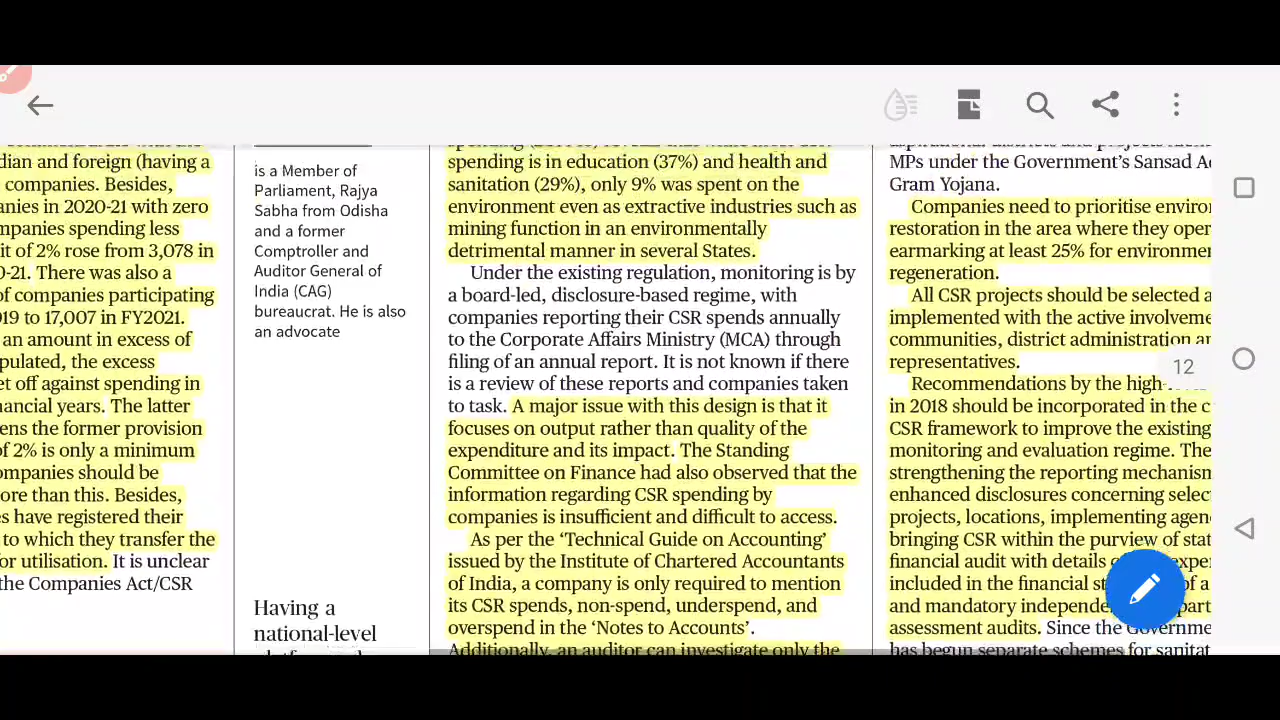 12
dian and foreign (having a
companies. Besides,
anies in 2020-21 with zero
mpanies spending less
it of 2% rose from 3,078 in
0-21. There was also a
of companies participating
019 to 17,007 in FY2021.
an amount in excess of
pulated, the excess
et off against spending in
nancial years. The latter
ens the former provision
of 2% is only a minimum
ompanies should be
ore than this. Besides,
es have registered their
to which they transfer the
or utilisation. It is unclear
the Companies Act/CSR
is a Member of
Parliament, Rajya
Sabha from Odisha
and a former
Comptroller and
Auditor General of
India (CAG)
bureaucrat. He is also
an advocate
Having a
national-level
spending is in education (37%) and health and
sanitation (29%), only 9% was spent on the
environment even as extractive industries such as
mining function in an environmentally
detrimental manner in several States.
Under the existing regulation, monitoring is by
a board-led, disclosure-based regime, with
companies reporting their CSR spends annually
to the Corporate Affairs Ministry (MCA) through
filing of an annual report. It is not known if there
is a review of these reports and companies taken
to task. A major issue with this design is that it
focuses on output rather than quality of the
expenditure and its impact. The Standing
Committee on Finance had also observed that the
information regarding CSR spending by
companies is insufficient and difficult to access.
As per the ‘Technical Guide on Accounting’
issued by the Institute of Chartered Accountants
of India, a company is only required to mention
its CSR spends, non-spend, underspend, and
overspend in the ‘Notes to Accounts’.
Additionally, an auditor can investigate only the
MPs under the Government’s Sansad Ad
Gram Yojana.
Companies need to prioritise enviro
restoration in the area where they oper
earmarking at least 25% for environme
regeneration.
All CSR projects should be selected a
implemented with the active involveme
communities, district administration an
representatives.
Recommendations by the high-
in 2018 should be incorporated in the c
CSR framework to improve the existing
monitoring and evaluation regime. The
strengthening the reporting mechanism
enhanced disclosures concerning selec
projects, locations, implementing agen
bringing CSR within the purview of stat
financial audit with details o expe
included in the financial st of a
and mandatory independe part
assessment audits. Since the Governme
has begun separate schemes for sanitat